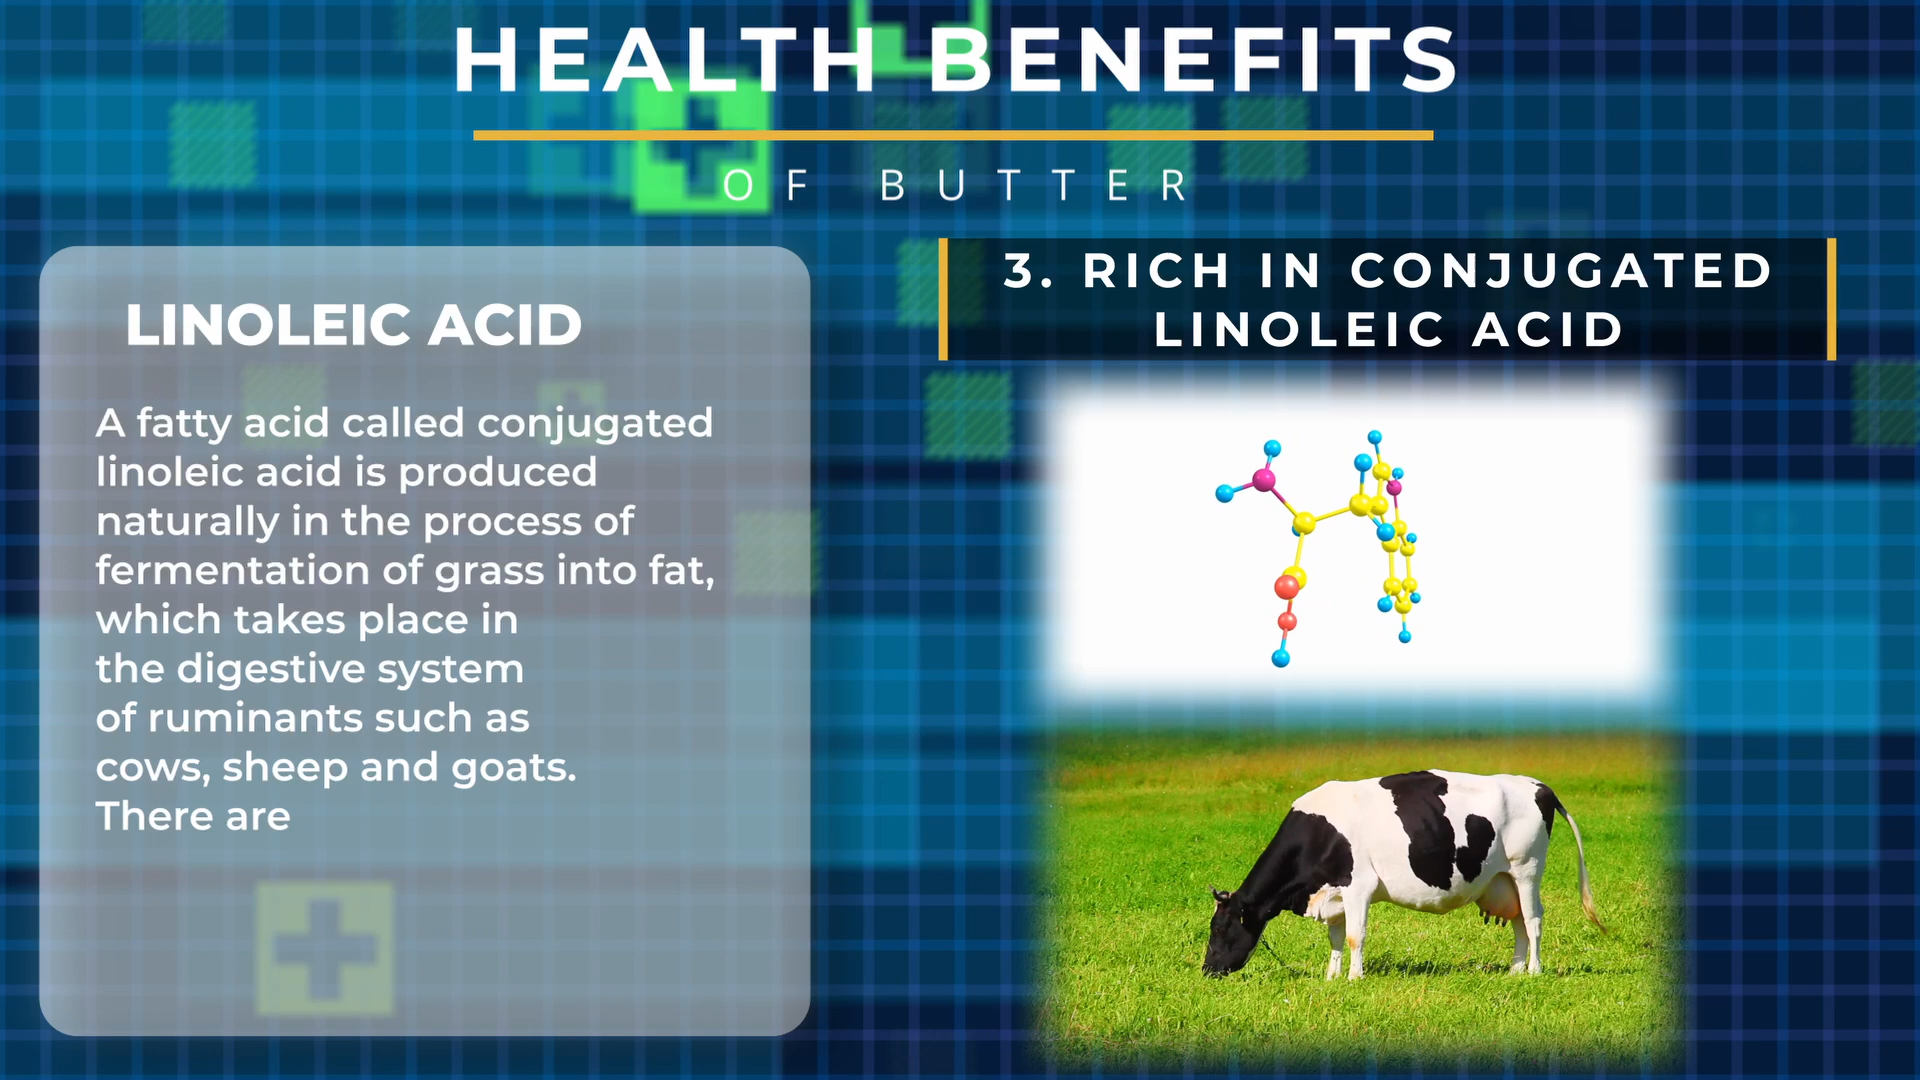 HEALTH BENEFITS
OF BUTTER
LINOLEIC ACID
A fatty acid called conjugated
linoleic acid is produced
naturally in the process of
fermentation of grass into fat,
which takes place in
the digestive system
of ruminants such as
cows, sheep and goats.
There are
3. RICH IN CONJUGATED
LINOLEIC ACID